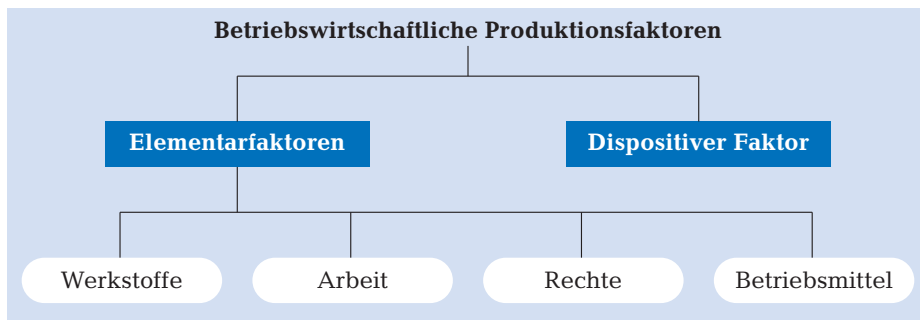 Betriebswirtschaftliche Produktionsfaktoren
Elementarfaktoren
Dispositiver Faktor
Werkstoffe
Arbeit
Rechte
Betriebsmittel